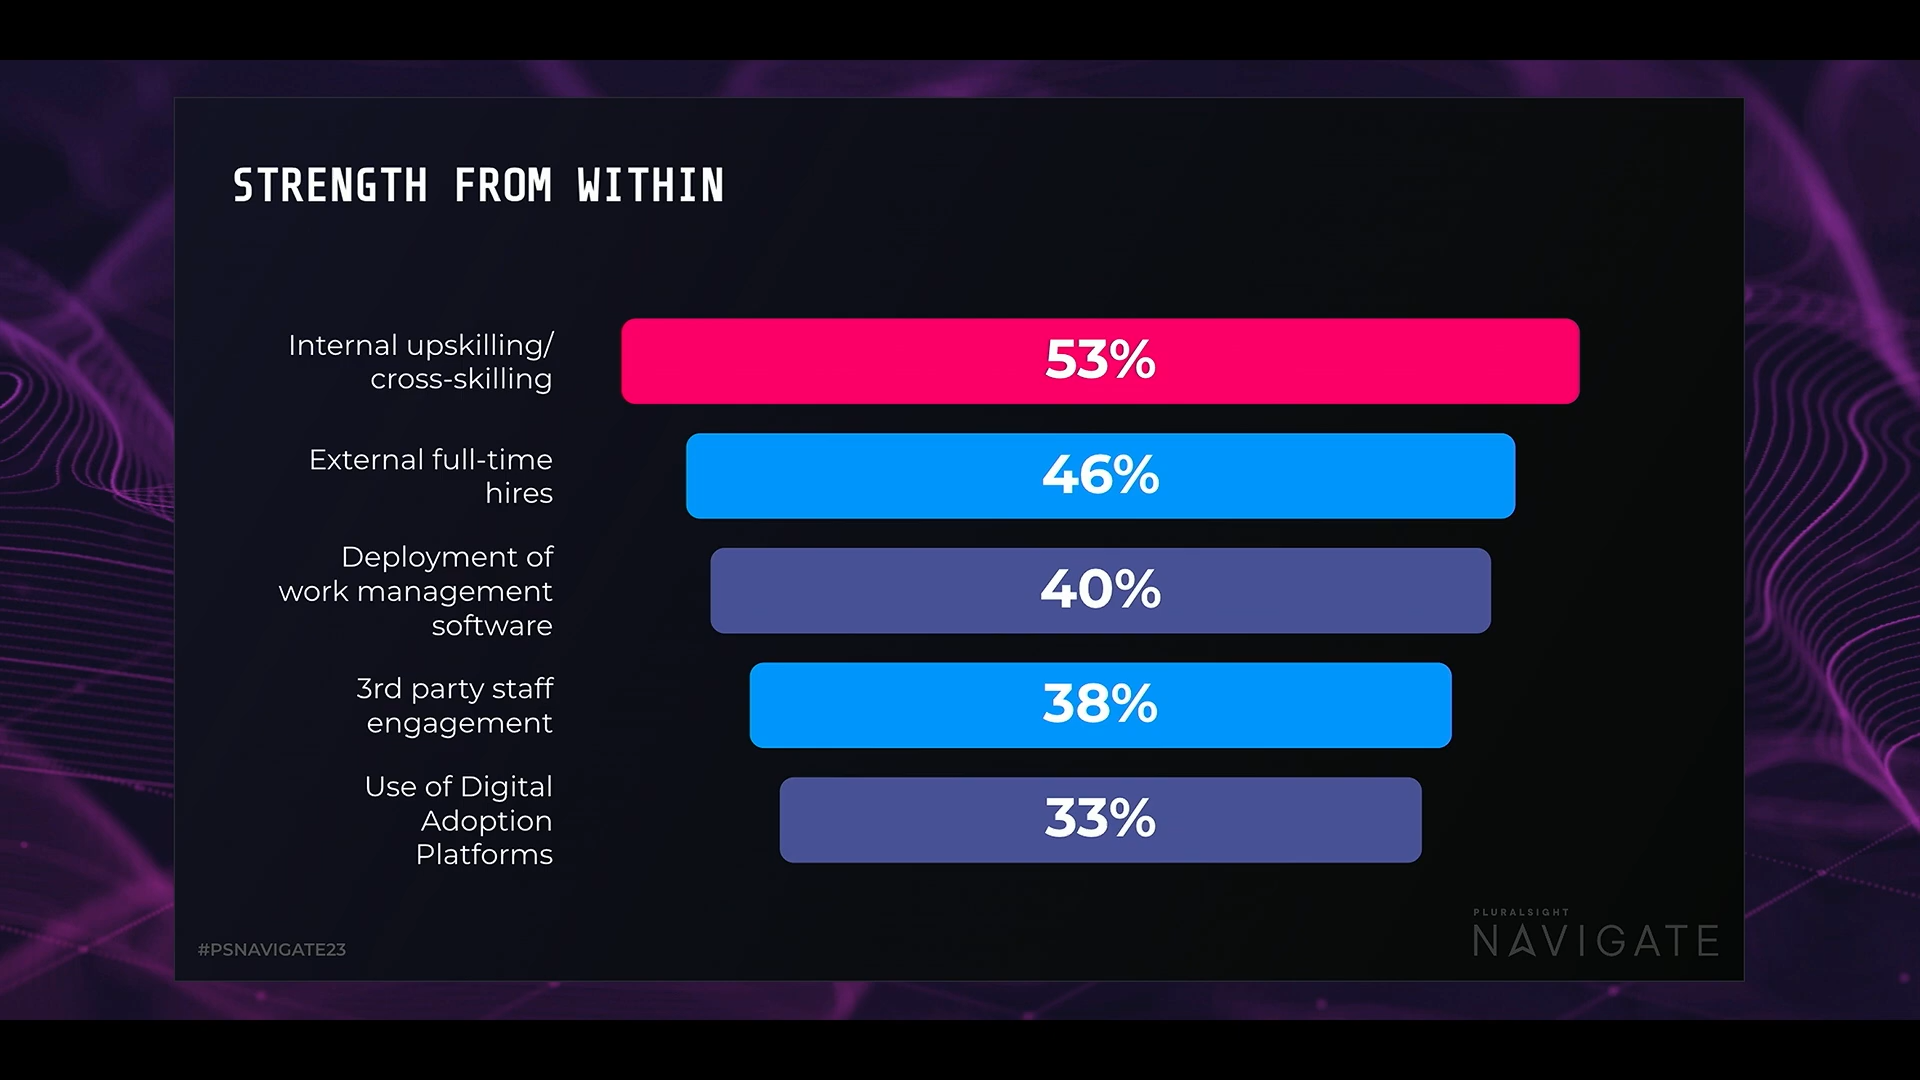 STRENGTH FROM WITHIN
Internal upskilling/
cross-skilling
53%
External full-time
hires
46%
Deployment of
work management
software
40%
3rd party staff
engagement
38%
Use of Digital
Adoption
Platforms
33%
#PSNAVIGATE23
PLURALSIGHT
NAVIGATE